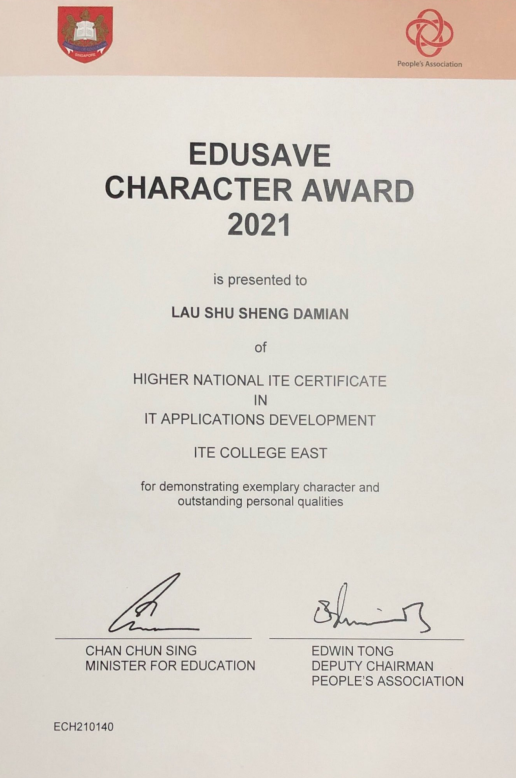 SINGAPORE
People's Association
EDUSAVE
CHARACTER AWARD
2021
is presented to
LAU SHU SHENG DAMIAN
of
HIGHER NATIONAL ITE CERTIFICATE
IN
IT APPLICATIONS DEVELOPMENT
ITE COLLEGE EAST
for demonstrating exemplary character and
outstanding personal qualities
CHAN CHUN SING
MINISTER FOR EDUCATION
EDWIN TONG
DEPUTY CHAIRMAN
PEOPLE'S ASSOCIATION
ECH210140